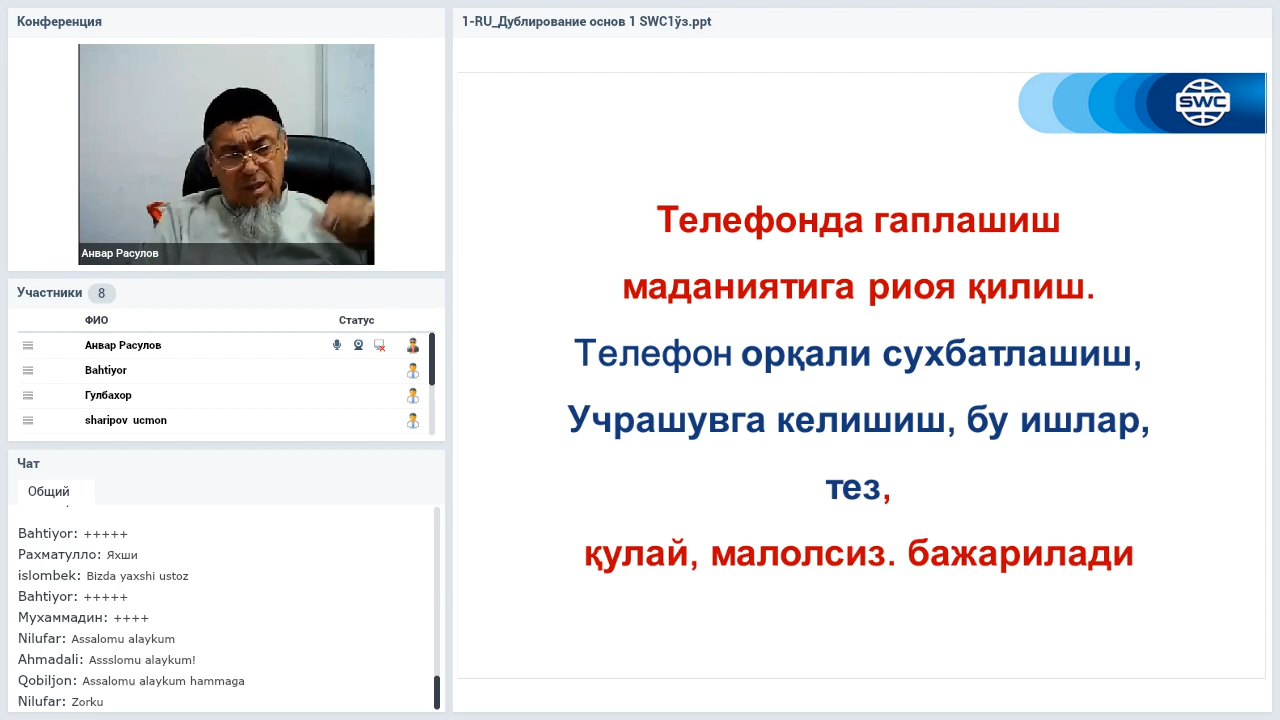 Конференция
Анвар Расулов
Участники 8
ФИО Статус
Анвар Расулов
Bahtiyor
Гулбахор
sharipov ucmon
Чат
Общий
Bahtiyor: +++++
Рахматулло: Яхши
islombek: Bizda yaxshi ustoz
Bahtiyor: +++++
Мухаммадин: ++++
Nilufar: Assalomu alaykum
Ahmadali: Assslomu alaykum!
Qobiljon: Assalomu alaykum hammaga
Nilufar: Zorku
1-RU_Дублирование основ 1 SWC1ўз.ppt
SWC
Телефонда гаплашиш
маданиятига риоя қилиш.
Телефон орқали сухбатлашиш,
Учрашувга келишиш, бу ишлар,
тез,
қулай, малолсиз. бажарилади